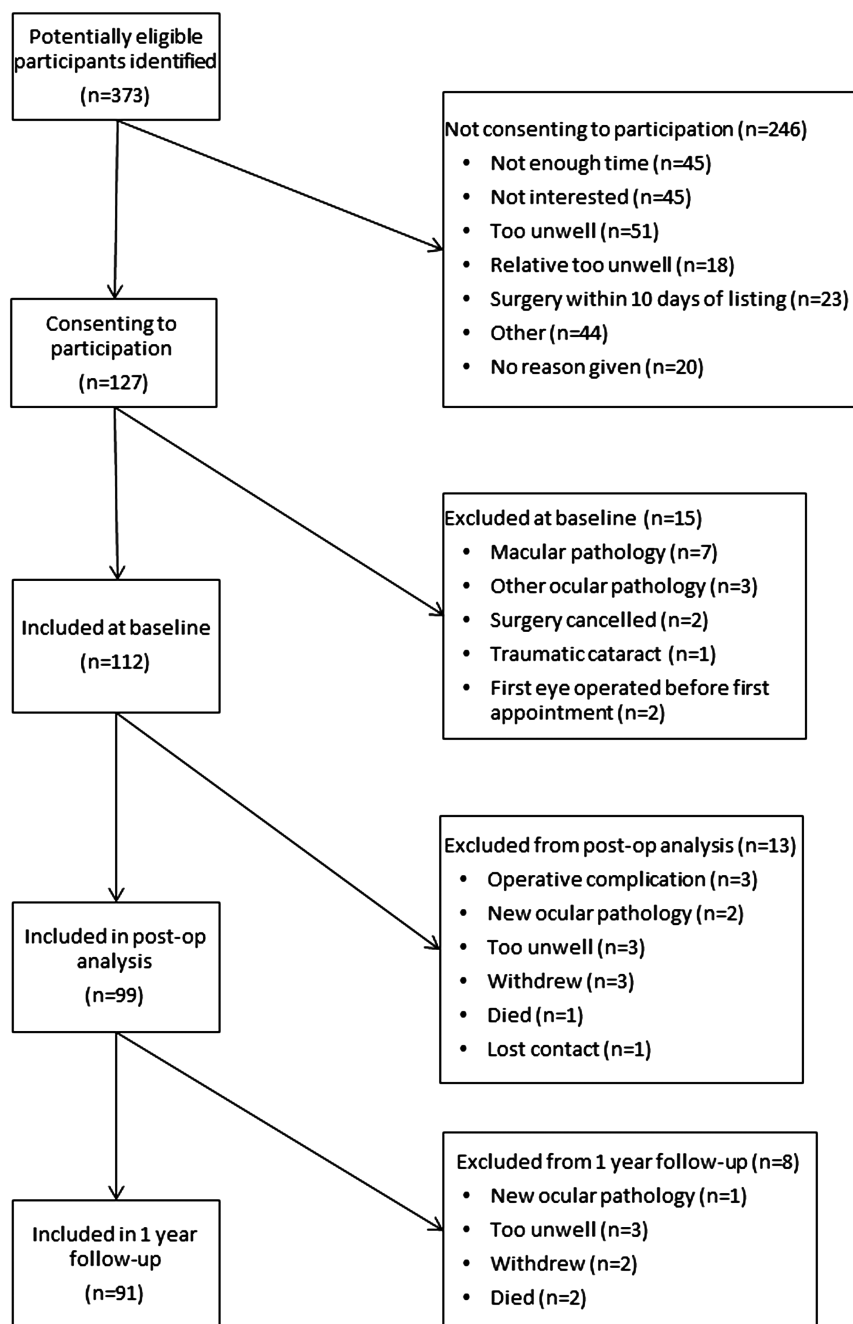 Potentially eligible
participants identified
(n=373)
Not consenting to participation (n=246)
• Not enough time (n=45)
• Not interested (n=45)
• Too unwell (n=51)
• Relative too unwell (n=18)
• Surgery within 10 days of listing (n=23)
• Other (n=44)
• No reason given (n=20)
Consenting to
participation
(n=127)
Excluded at baseline (n=15)
• Macular pathology (n=7)
• Other ocular pathology (n=3)
• Surgery cancelled (n=2)
• Traumatic cataract (n=1)
• First eye operated before first
appointment (n=2)
Included at baseline
(n=112)
Excluded from post-op analysis (n=13)
• Operative complication (n=3)
• New ocular pathology (n=2)
• Too unwell (n=3)
• Withdrew (n=3)
• Died (n=1)
• Lost contact (n=1)
Included in post-op
analysis
(n=99)
Excluded from 1 year follow-up (n=8)
• New ocular pathology (n=1)
• Too unwell (n=3)
• Withdrew (n=2)
• Died (n=2)
Included in 1 year
follow-up
(n=91)